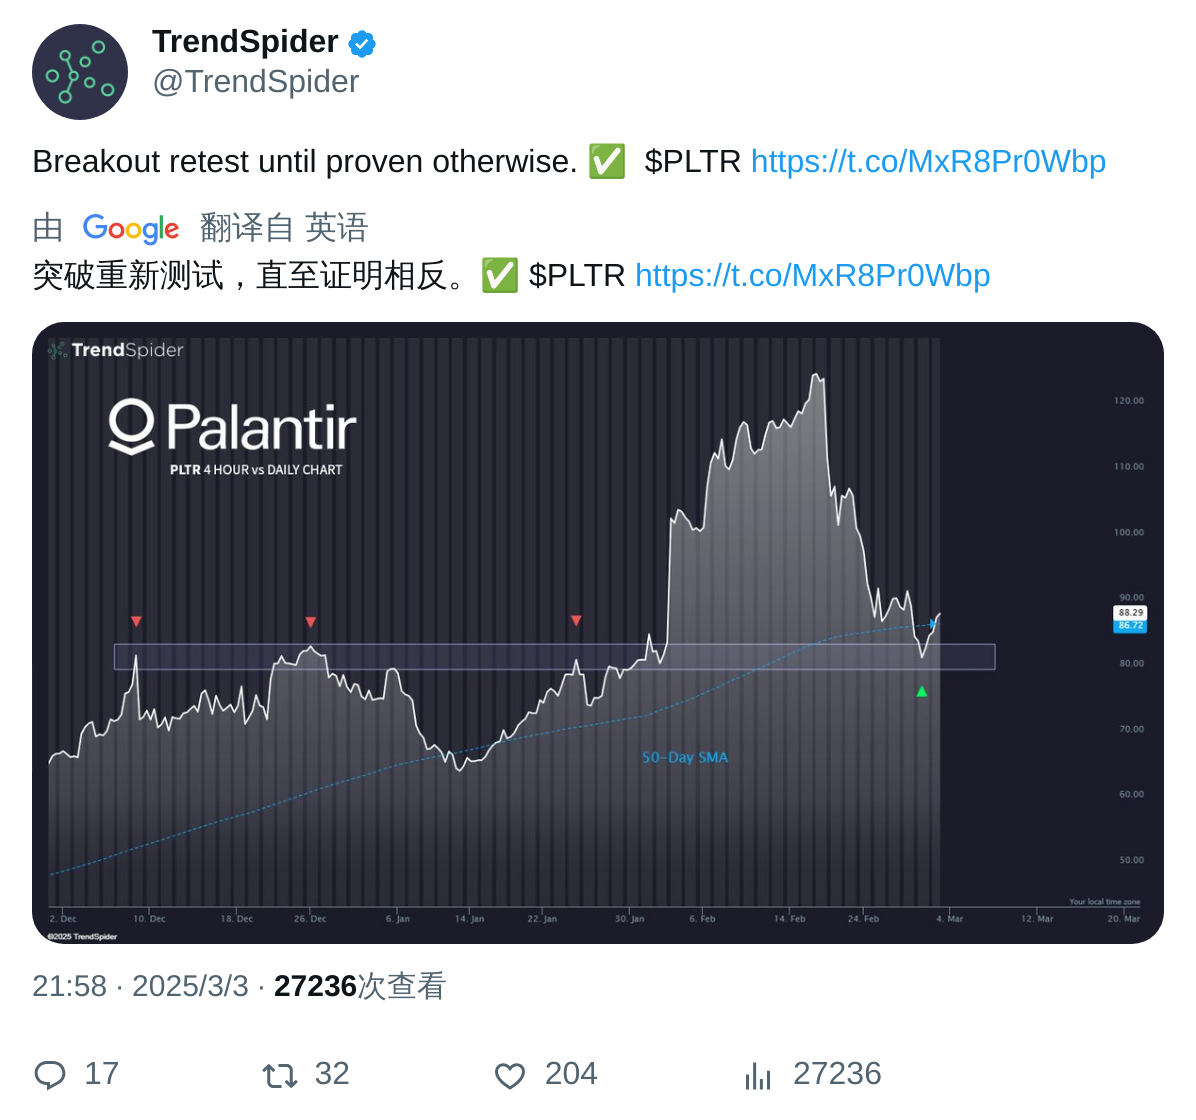 TrendSpider
@TrendSpider
Breakout retest until proven otherwise. ✅ $PLTR https://t.co/MxR8Pr0Wbp
由 Google 翻译自 英语
突破重新测试，直至证明相反。✅ $PLTR https://t.co/MxR8Pr0Wbp
TrendSpider
Palantir
PLTR 4 HOUR vs DAILY CHART
120.00
110.00
100.00
90.00
88.29
86.72
80.00
70.00
50-Day SMA
60.00
50.00
Your local time zone
2. Dec 10. Dec 18. Dec 26. Dec 6. Jan 14. Jan 22. Jan 30. Jan 6. Feb 14. Feb 24. Feb 4. Mar 12. Mar 20. Mar
©2025 TrendSpider
21:58 · 2025/3/3 · 27236次查看
17 32 204 27236